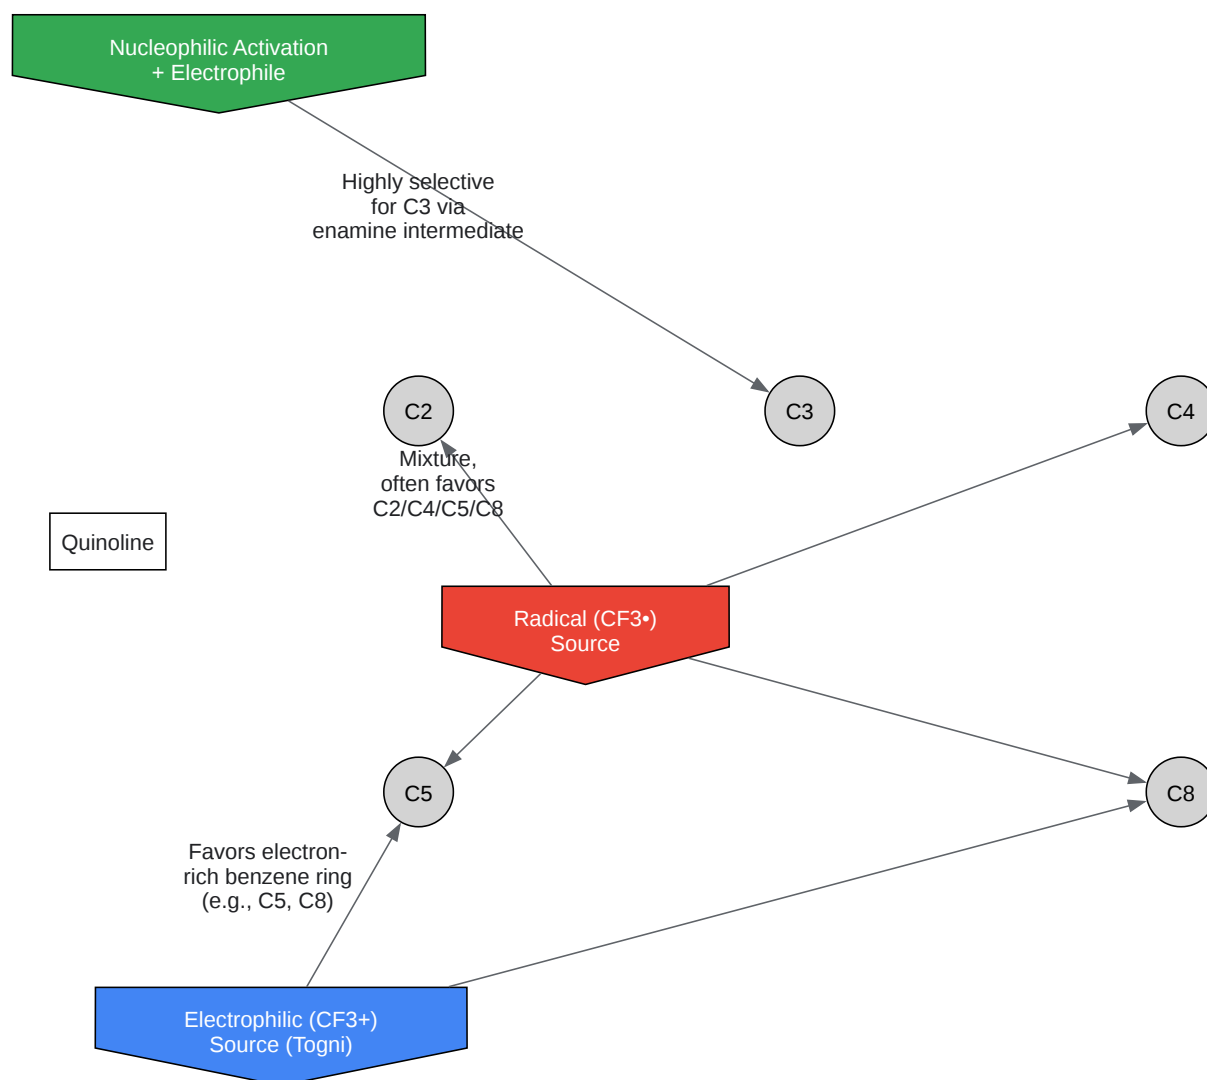 Nucleophilic Activation
+ Electrophile
Highly selective
for C3 via
enamine intermediate
C2
C3
C4
Mixture,
often favors
C2/C4/C5/C8
Quinoline
Radical (CF3•)
Source
C5
C8
Favors electron-
rich benzene ring
(e.g., C5, C8)
Electrophilic (CF3+)
Source (Togni)